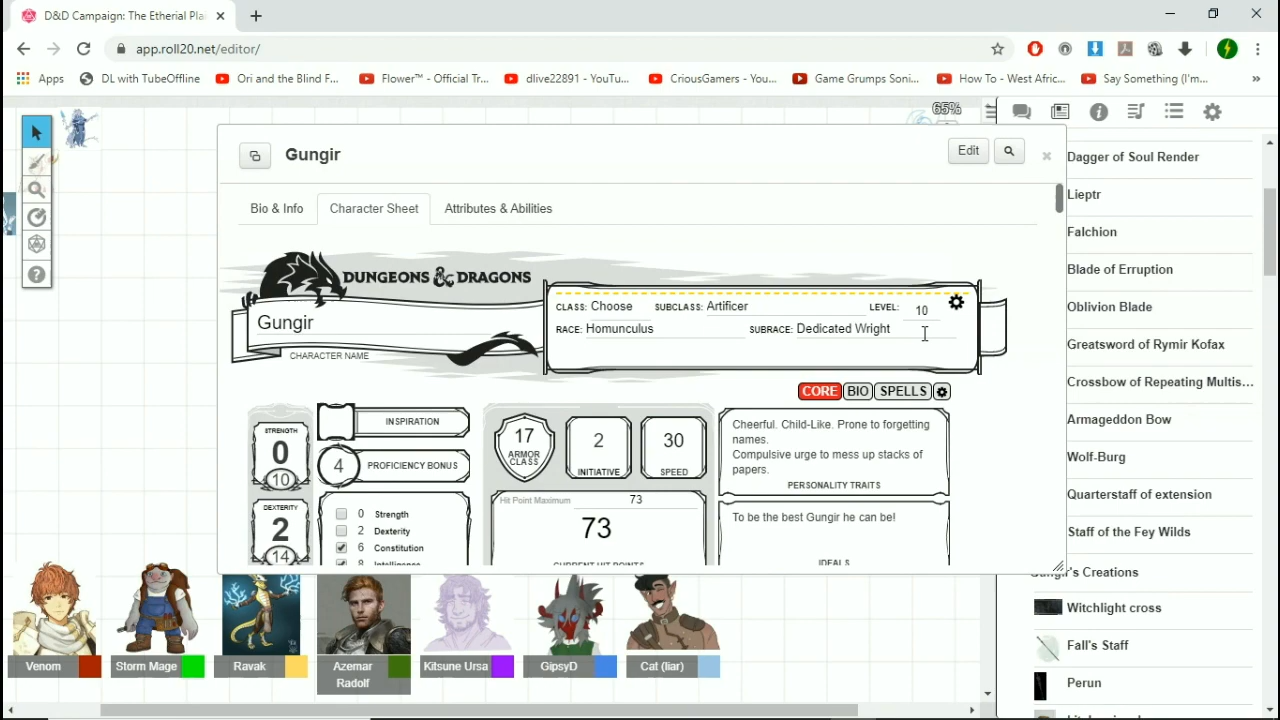 D&D Campaign: The Etherial Pla
app.roll20.net/editor/
Apps
DL with TubeOffline
Ori and the Blind F...
Flower™ - Official Tr...
dlive22891 - YouTu...
CriousGamers - You...
Game Grumps Soni...
How To - West Afric...
Say Something (I'm...
65%
Gungir
Edit
Bio & Info
Character Sheet
Attributes & Abilities
DUNGEONS & DRAGONS
Gungir
CHARACTER NAME
CLASS: Choose SUBCLASS: Artificer LEVEL: 10
RACE: Homunculus SUBRACE: Dedicated Wright
CORE BIO SPELLS
STRENGTH
0
10
DEXTERITY
2
14
INSPIRATION
4 PROFICIENCY BONUS
0 Strength
2 Dexterity
6 Constitution
8 Intelligence
17
ARMOR
CLASS
2
INITIATIVE
30
SPEED
Hit Point Maximum 73
73
CURRENT HIT POINTS
Cheerful. Child-Like. Prone to forgetting
names.
Compulsive urge to mess up stacks of
papers.
PERSONALITY TRAITS
To be the best Gungir he can be!
IDEALS
Dagger of Soul Render
Lieptr
Falchion
Blade of Erruption
Oblivion Blade
Greatsword of Rymir Kofax
Crossbow of Repeating Multis...
Armageddon Bow
Wolf-Burg
Quarterstaff of extension
Staff of the Fey Wilds
Gungir's Creations
Witchlight cross
Fall's Staff
Perun
Venom
Storm Mage
Ravak
Azemar
Radolf
Kitsune Ursa
GipsyD
Cat (liar)